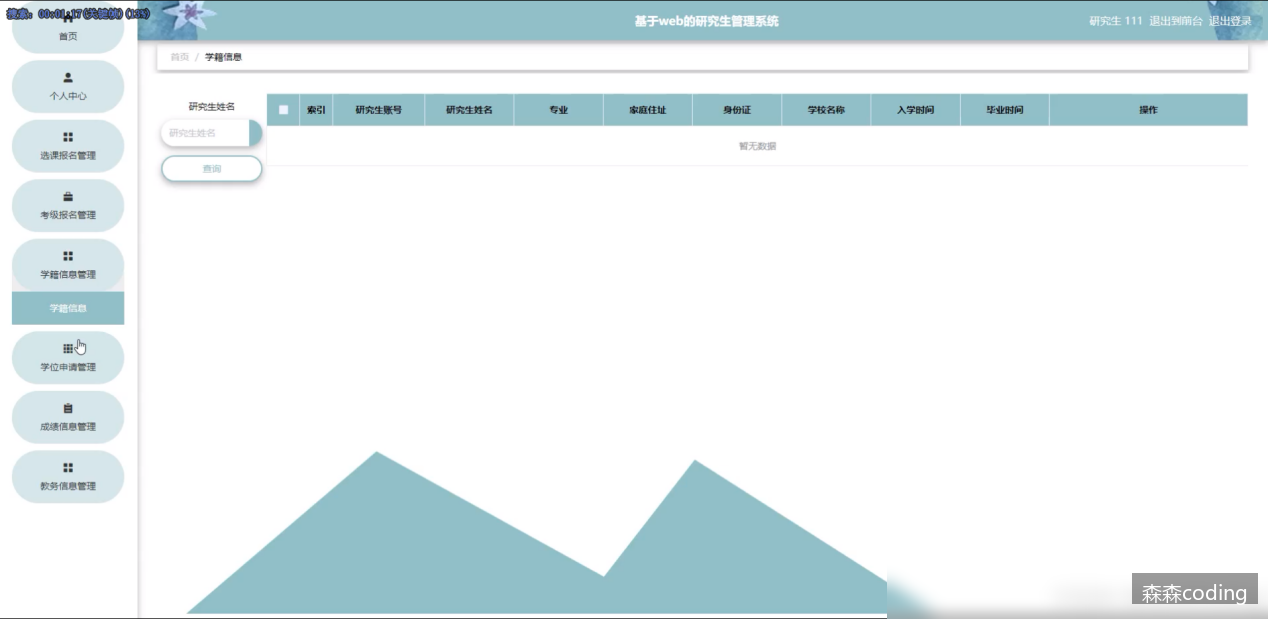 搜索: 00:01:17 (关键帧) (13%)
首页
个人中心
选课报名管理
考级报名管理
学籍信息管理
学籍信息
学位申请管理
成绩信息管理
教务信息管理
基于web的研究生管理系统
研究生 111 退出到前台 退出登录
首页 / 学籍信息
研究生姓名
研究生姓名
查询
索引 研究生账号 研究生姓名 专业 家庭住址 身份证 学校名称 入学时间 毕业时间 操作
暂无数据
森森coding